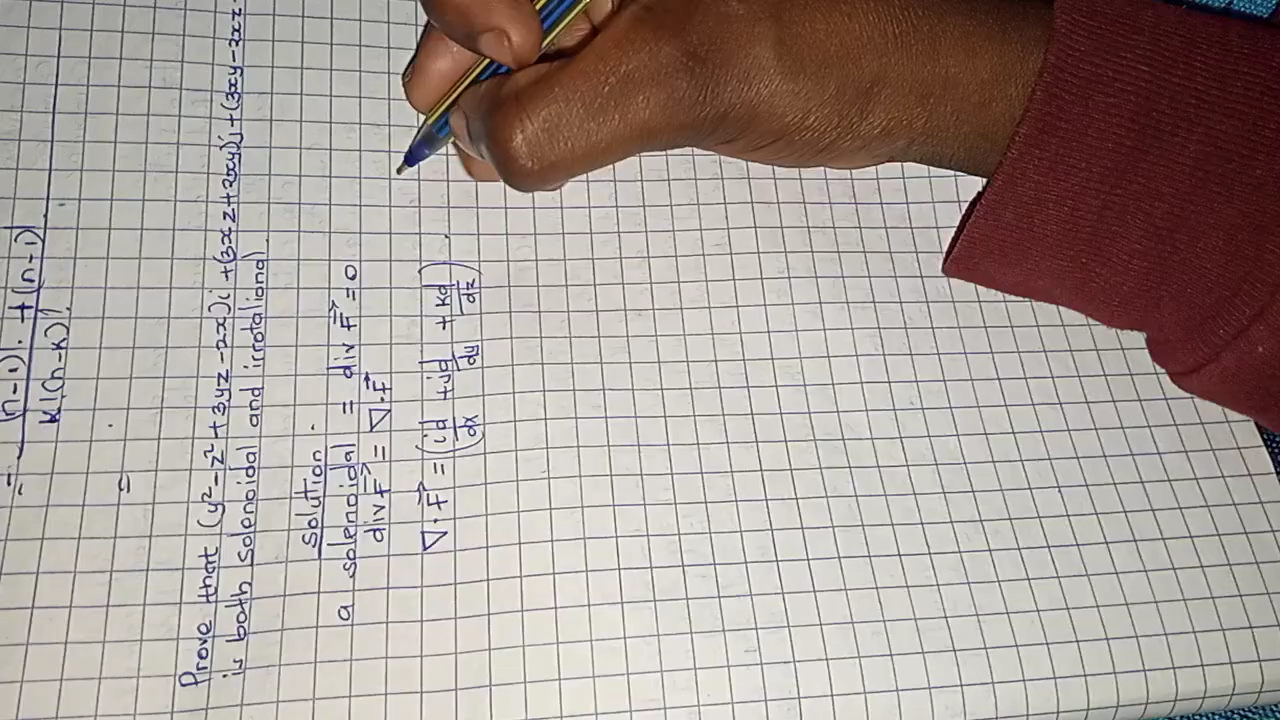 = (n-1)! + (n-1)
K!(n-k)!
=
Prove that (y²-z²+3yz-2x)i + (3xz+2xy)j + (3xy-2xz
is both solonoidal and irrotational
solution.
a solenoidal = div F⃗ = 0
div F⃗ = ∇·F⃗
∇·F⃗ = (id/dx + jd/dy + kd/dz) .